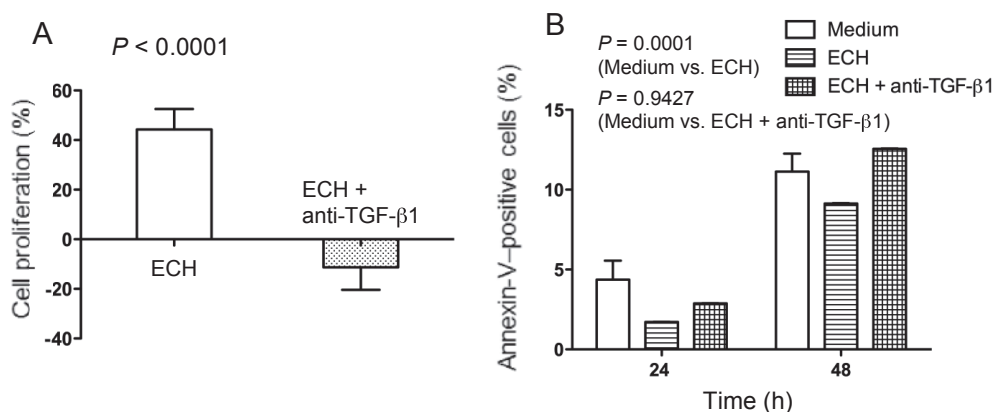 A
P < 0.0001
Cell proliferation (%)
60
40
20
0
-20
-40
ECH
ECH +
anti-TGF-β1
B
P = 0.0001
(Medium vs. ECH)
P = 0.9427
(Medium vs. ECH + anti-TGF-β1)
Medium
ECH
ECH + anti-TGF-β1
Annexin-V–positive cells (%)
15
10
5
0
24
48
Time (h)